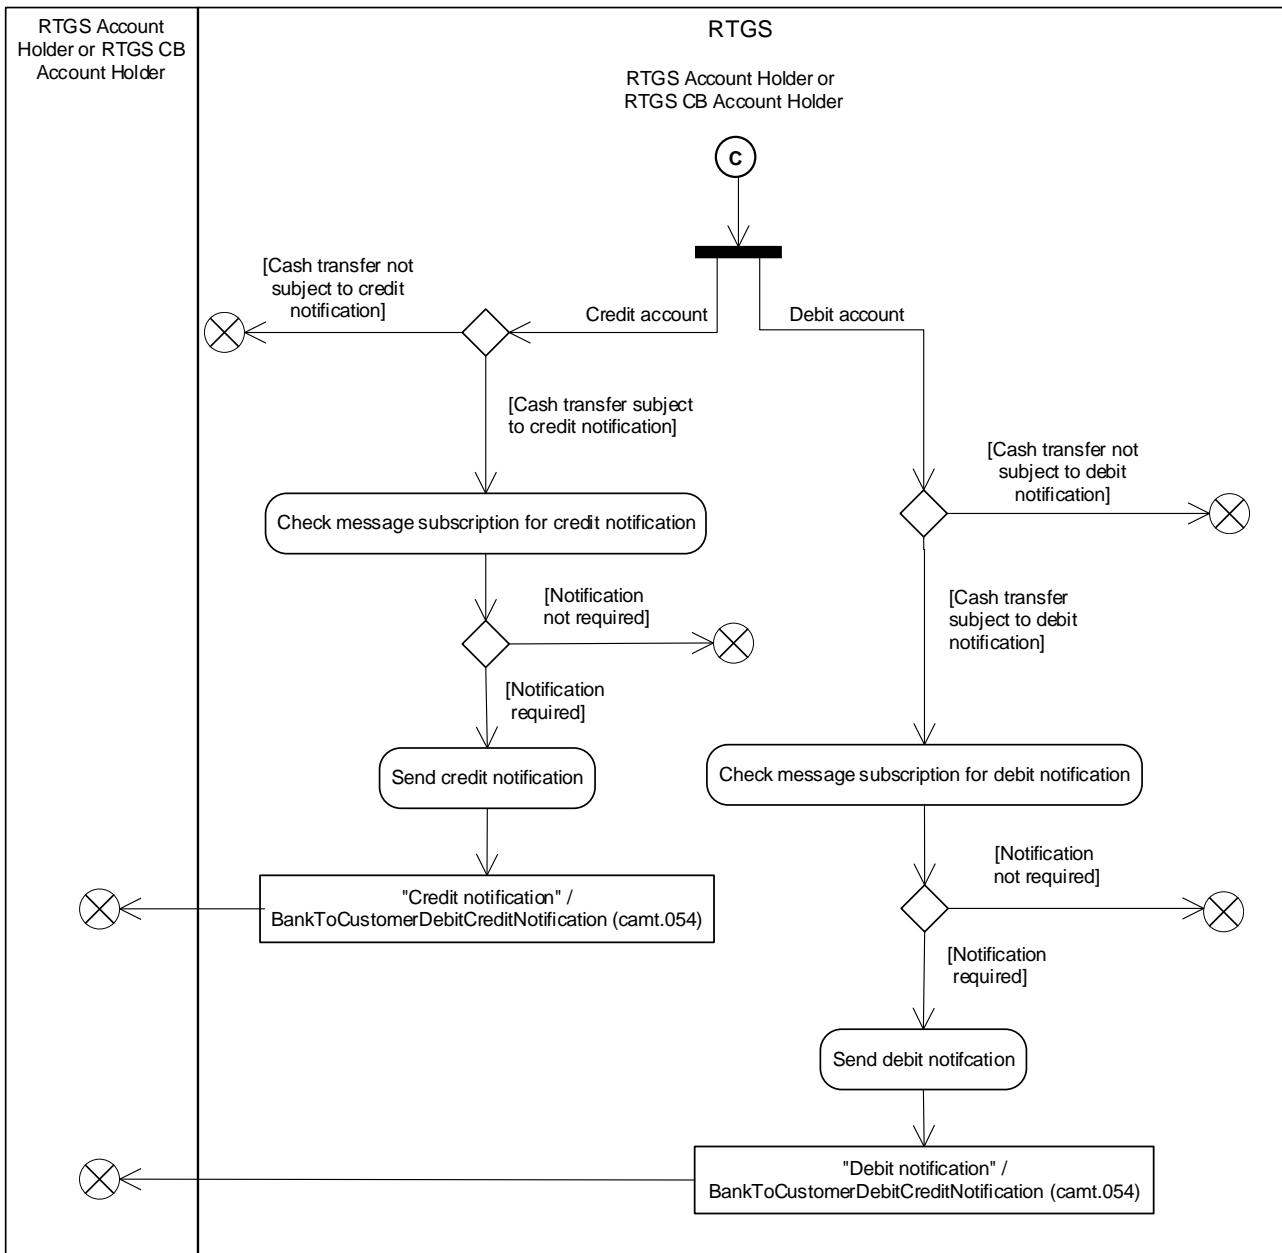 RTGS Account
Holder or RTGS CB
Account Holder
RTGS
RTGS Account Holder or
RTGS CB Account Holder
C
[Cash transfer not
subject to credit
notification]
Credit account
Debit account
[Cash transfer subject
to credit notification]
[Cash transfer not
subject to debit
notification]
Check message subscription for credit notification
[Notification
not required]
[Cash transfer
subject to debit
notification]
[Notification
required]
Send credit notification
Check message subscription for debit notification
[Notification
not required]
"Credit notification" /
BankToCustomerDebitCreditNotification (camt.054)
[Notification
required]
Send debit notifcation
"Debit notification" /
BankToCustomerDebitCreditNotification (camt.054)